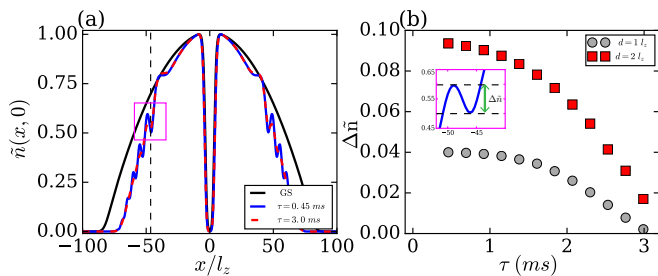 (a)
ñ(x, 0)
1.00
0.75
0.50
0.25
0.00
−100
−50
0
50
100
x/l_z
GS
τ = 0.45 ms
τ = 3.0 ms
(b)
Δñ
0.10
0.08
0.06
0.04
0.02
0.00
0
1
2
3
τ (ms)
d = 1 l_z
d = 2 l_z
0.65
0.55
0.45
−50
−45
Δñ